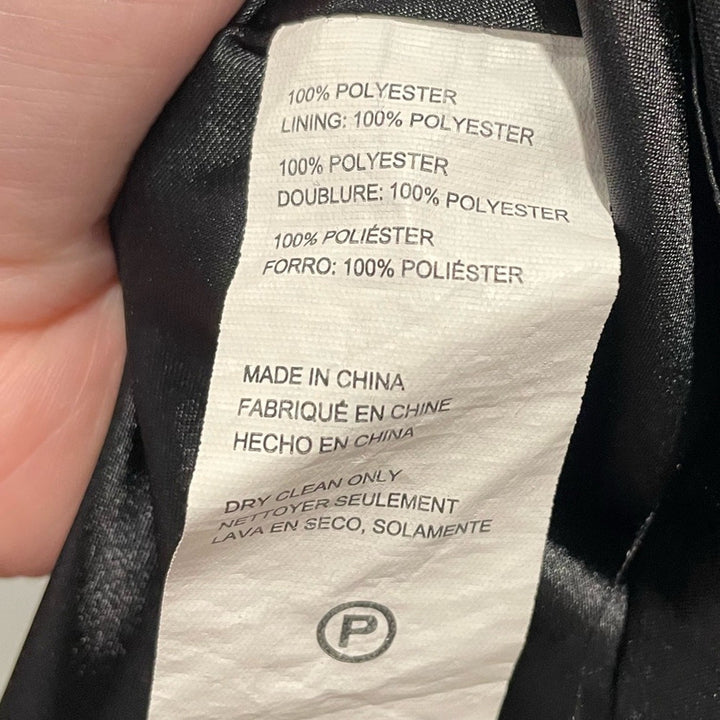 100% POLYESTER
LINING: 100% POLYESTER
100% POLYESTER
DOUBLURE: 100% POLYESTER
100% POLIÉSTER
FORRO: 100% POLIÉSTER
MADE IN CHINA
FABRIQUÉ EN CHINE
HECHO EN CHINA
DRY CLEAN ONLY
NETTOYER SEULEMENT
LAVA EN SECO, SOLAMENTE
P